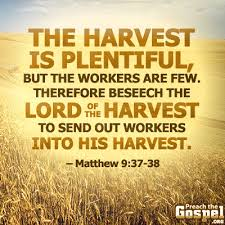 THE HARVEST
IS PLENTIFUL,
BUT THE WORKERS ARE FEW.
THEREFORE BESEECH THE
LORD OF THE HARVEST
TO SEND OUT WORKERS
INTO HIS HARVEST.
– Matthew 9:37-38
Preach the
Gospel
.ORG